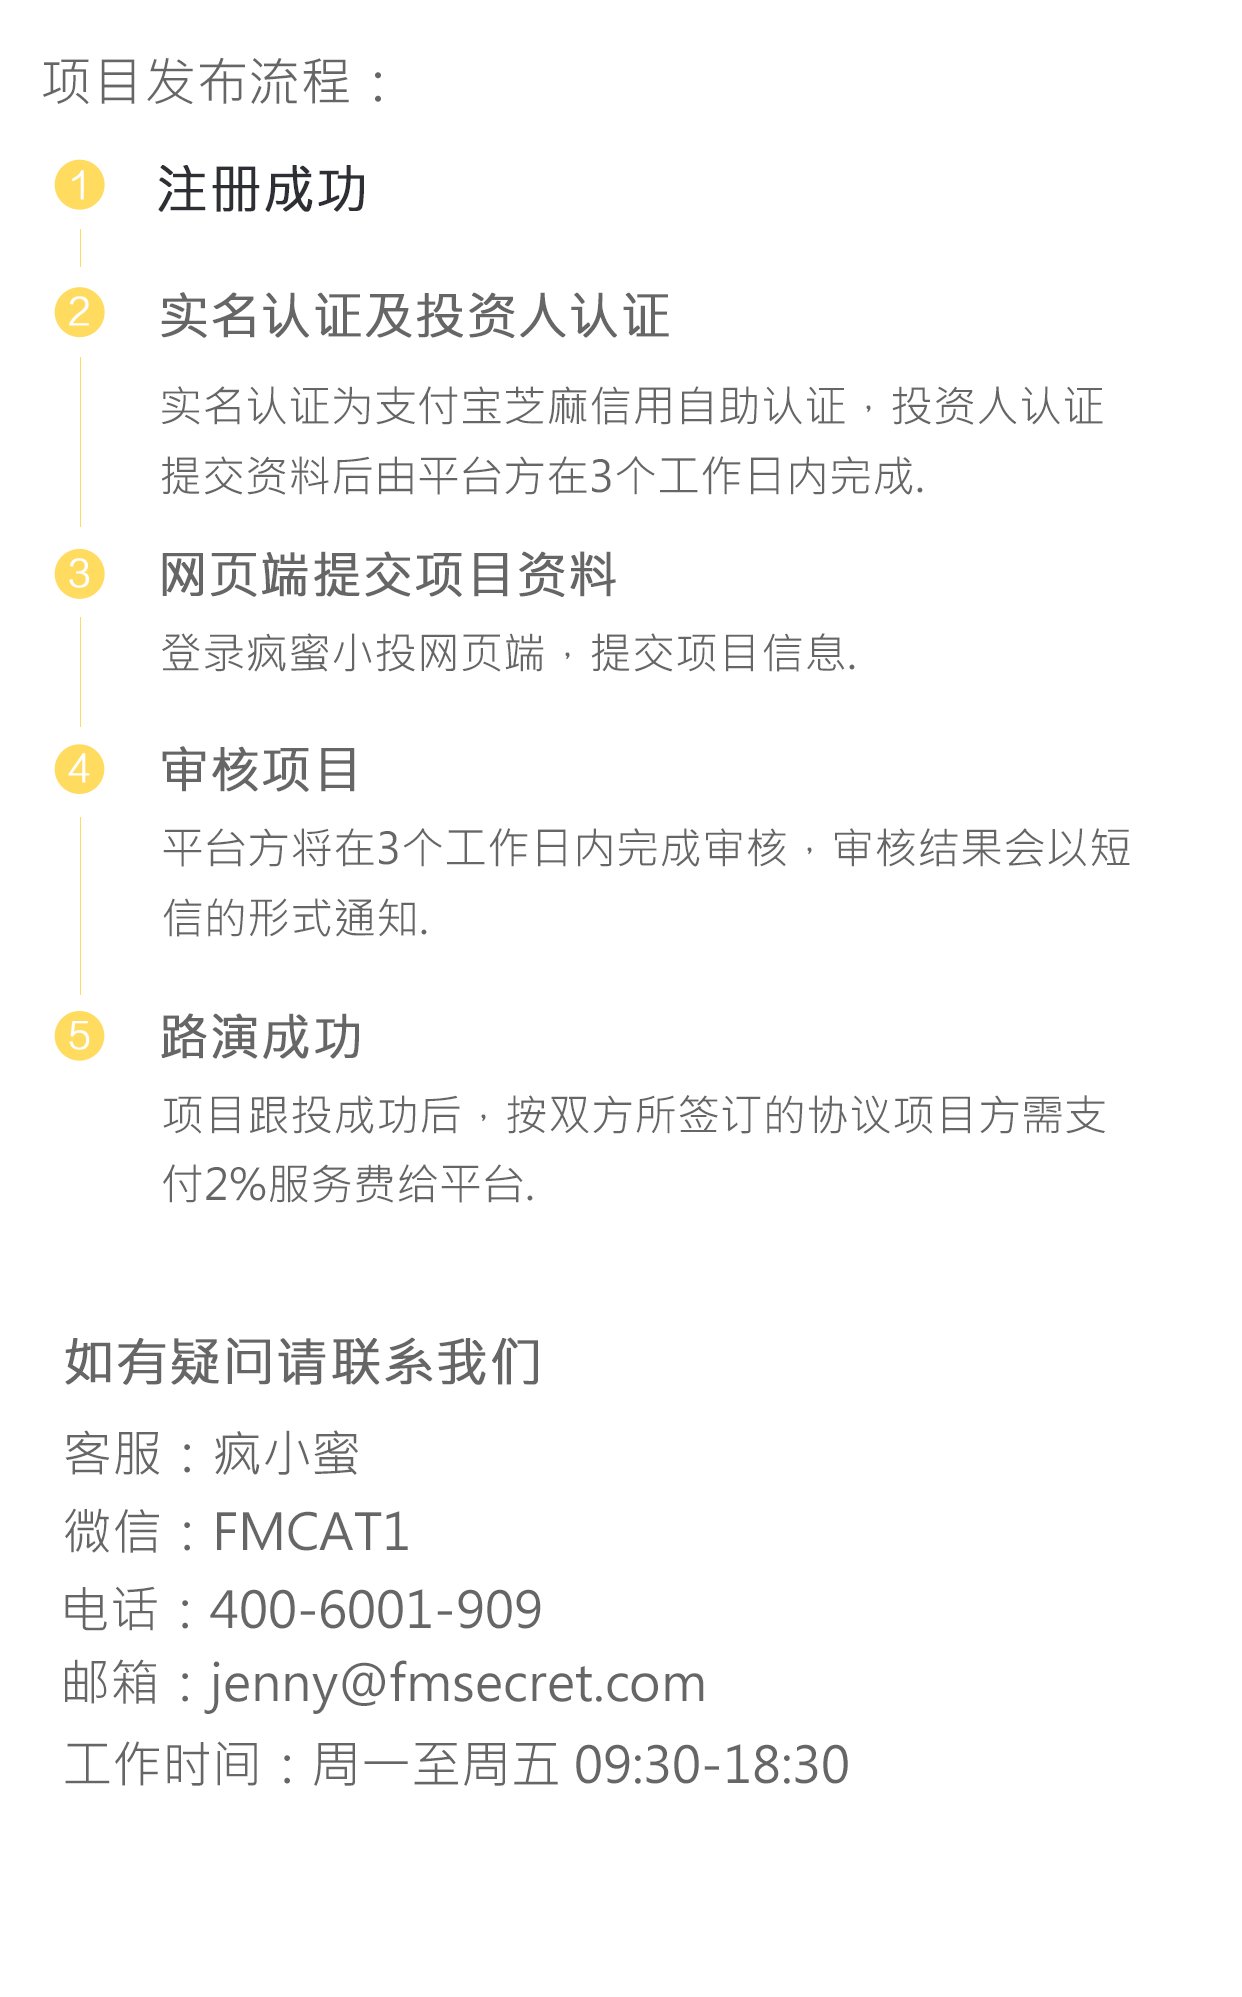 项目发布流程：
1 注册成功
2 实名认证及投资人认证
实名认证为支付宝芝麻信用自助认证，投资人认证
提交资料后由平台方在3个工作日内完成.
3 网页端提交项目资料
登录疯蜜小投网页端，提交项目信息.
4 审核项目
平台方将在3个工作日内完成审核，审核结果会以短
信的形式通知.
5 路演成功
项目跟投成功后，按双方所签订的协议项目方需支
付2%服务费给平台.
如有疑问请联系我们
客服：疯小蜜
微信：FMCAT1
电话：400-6001-909
邮箱：jenny@fmsecret.com
工作时间：周一至周五 09:30-18:30